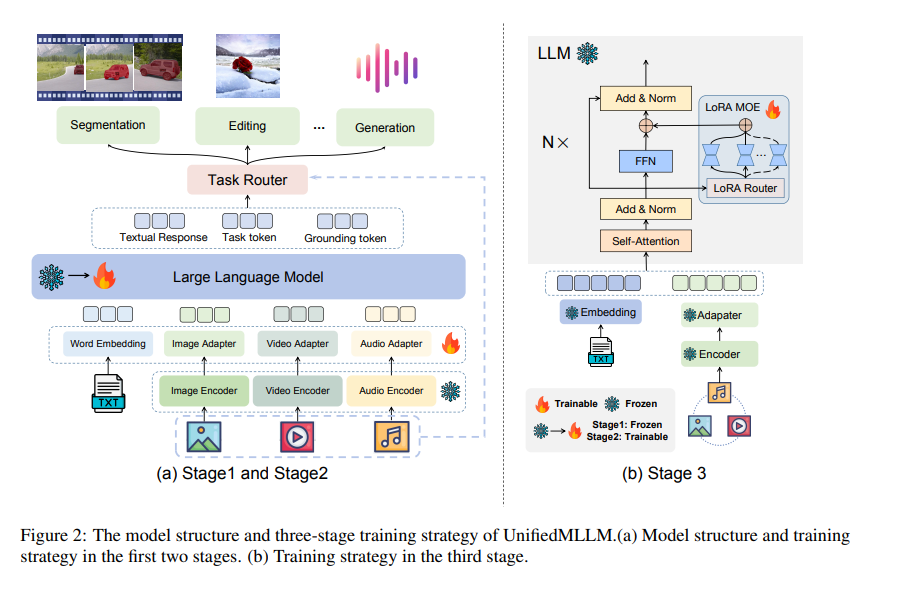 Segmentation
Editing
...
Generation
Task Router
Textual Response
Task token
Grounding token
Large Language Model
Word Embedding
Image Adapter
Video Adapter
Audio Adapter
TXT
Image Encoder
Video Encoder
Audio Encoder
(a) Stage1 and Stage2
LLM
Add & Norm
LoRA MOE
N×
FFN
...
LoRA Router
Add & Norm
Self-Attention
Embedding
Adapater
TXT
Encoder
Trainable
Frozen
Stage1: Frozen
Stage2: Trainable
(b) Stage 3
Figure 2: The model structure and three-stage training strategy of UnifiedMLLM.(a) Model structure and training
strategy in the first two stages. (b) Training strategy in the third stage.